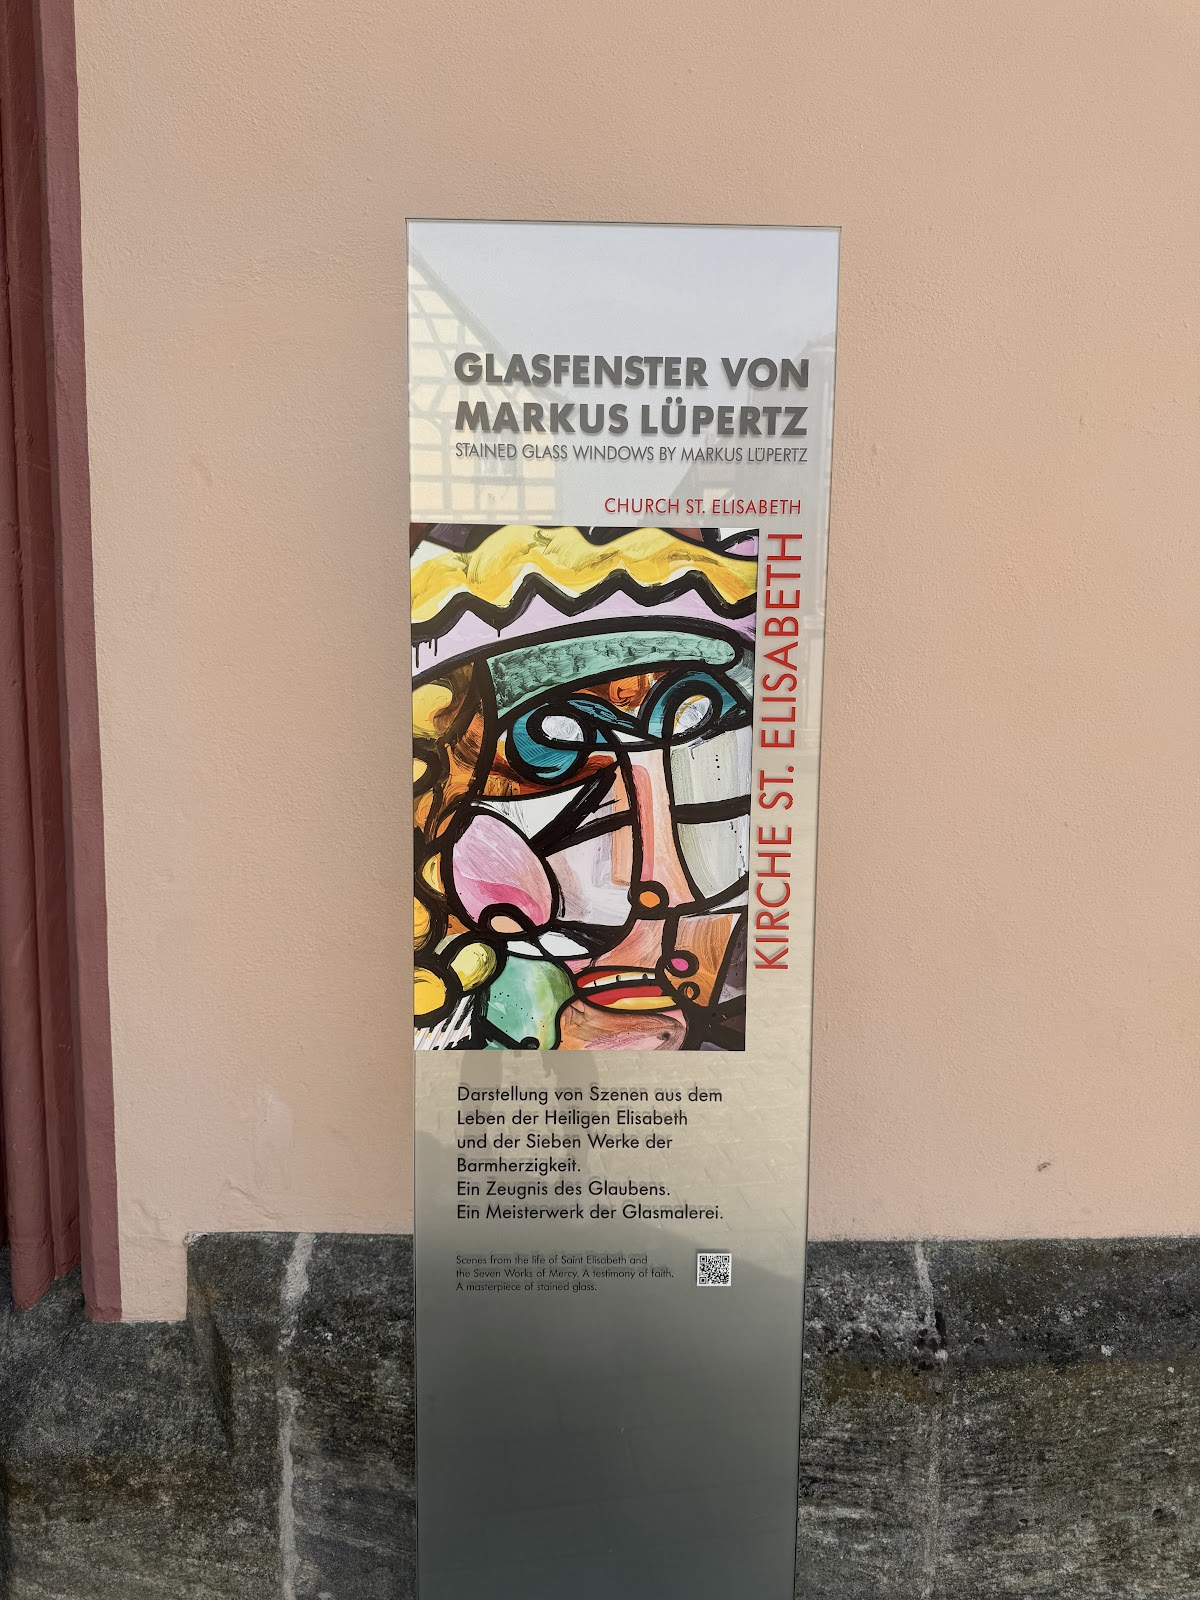 GLASFENSTER VON
MARKUS LÜPERTZ
STAINED GLASS WINDOWS BY MARKUS LÜPERTZ
CHURCH ST. ELISABETH
KIRCHE ST. ELISABETH
Darstellung von Szenen aus dem
Leben der Heiligen Elisabeth
und der Sieben Werke der
Barmherzigkeit.
Ein Zeugnis des Glaubens.
Ein Meisterwerk der Glasmalerei.
Scenes from the life of Saint Elisabeth and
the Seven Works of Mercy. A testimony of faith.
A masterpiece of stained glass.